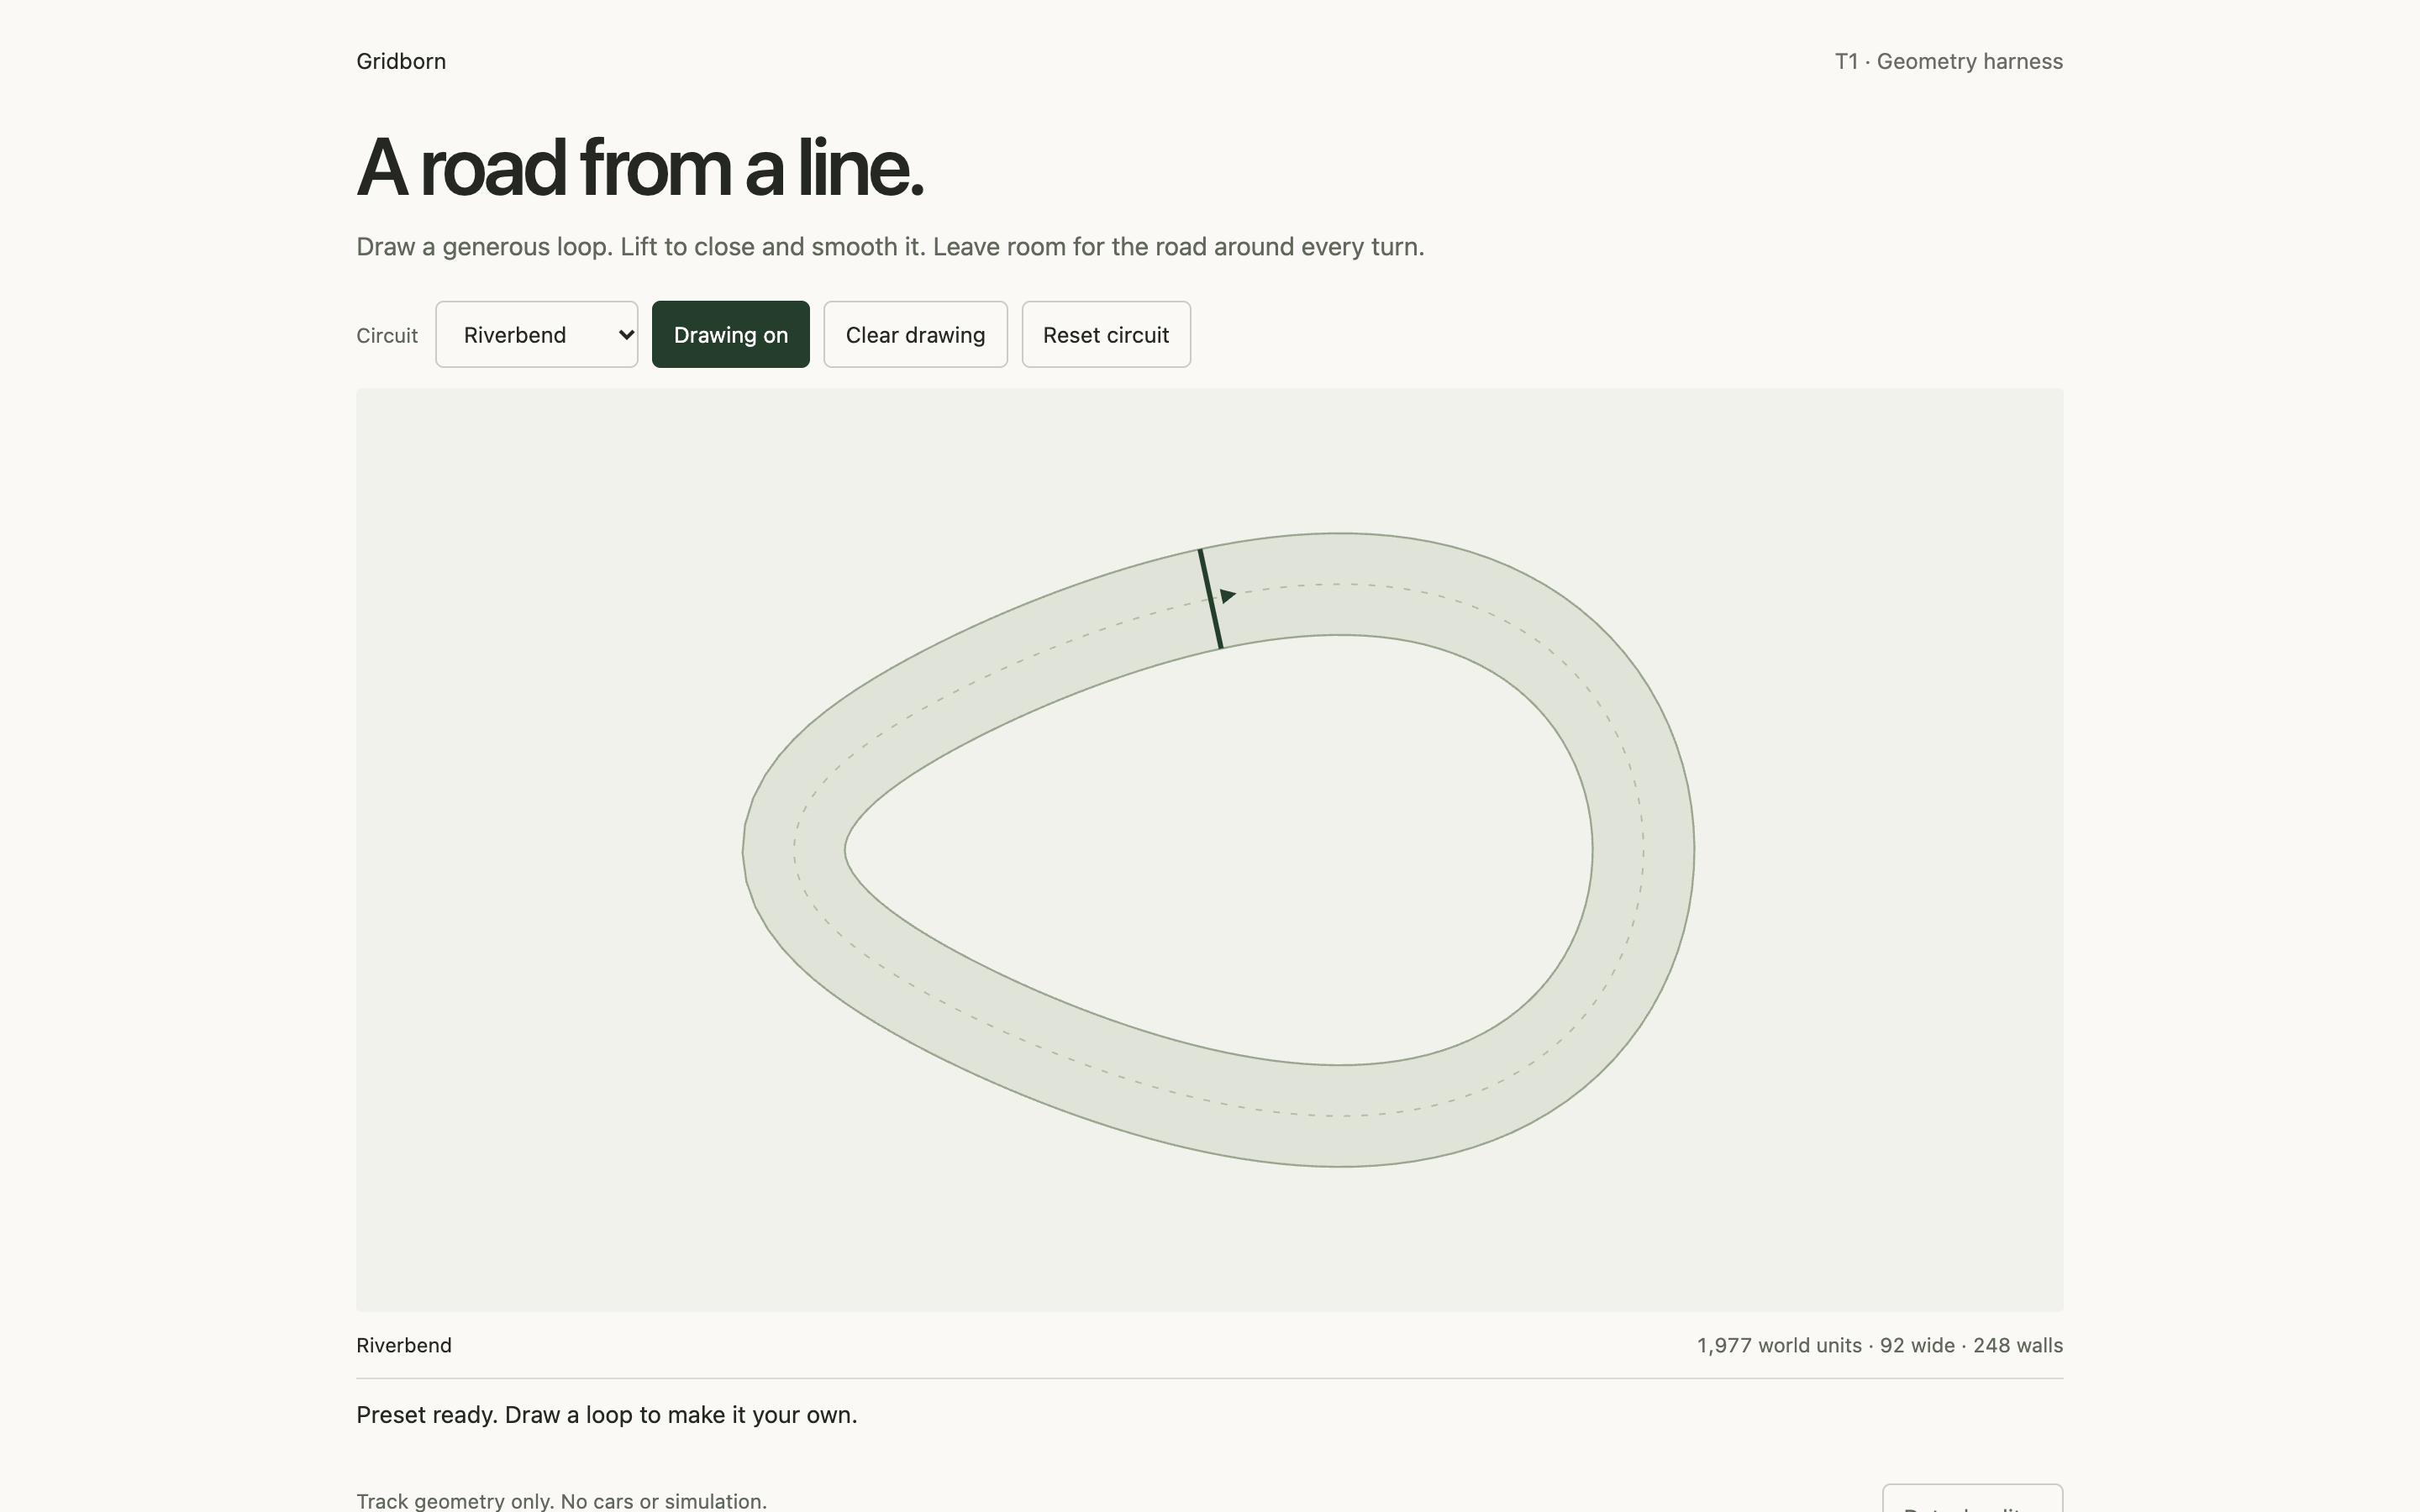 Gridborn
T1 · Geometry harness
A road from a line.
Draw a generous loop. Lift to close and smooth it. Leave room for the road around every turn.
Circuit
Riverbend
Drawing on
Clear drawing
Reset circuit
Riverbend
1,977 world units · 92 wide · 248 walls
Preset ready. Draw a loop to make it your own.
Track geometry only. No cars or simulation.